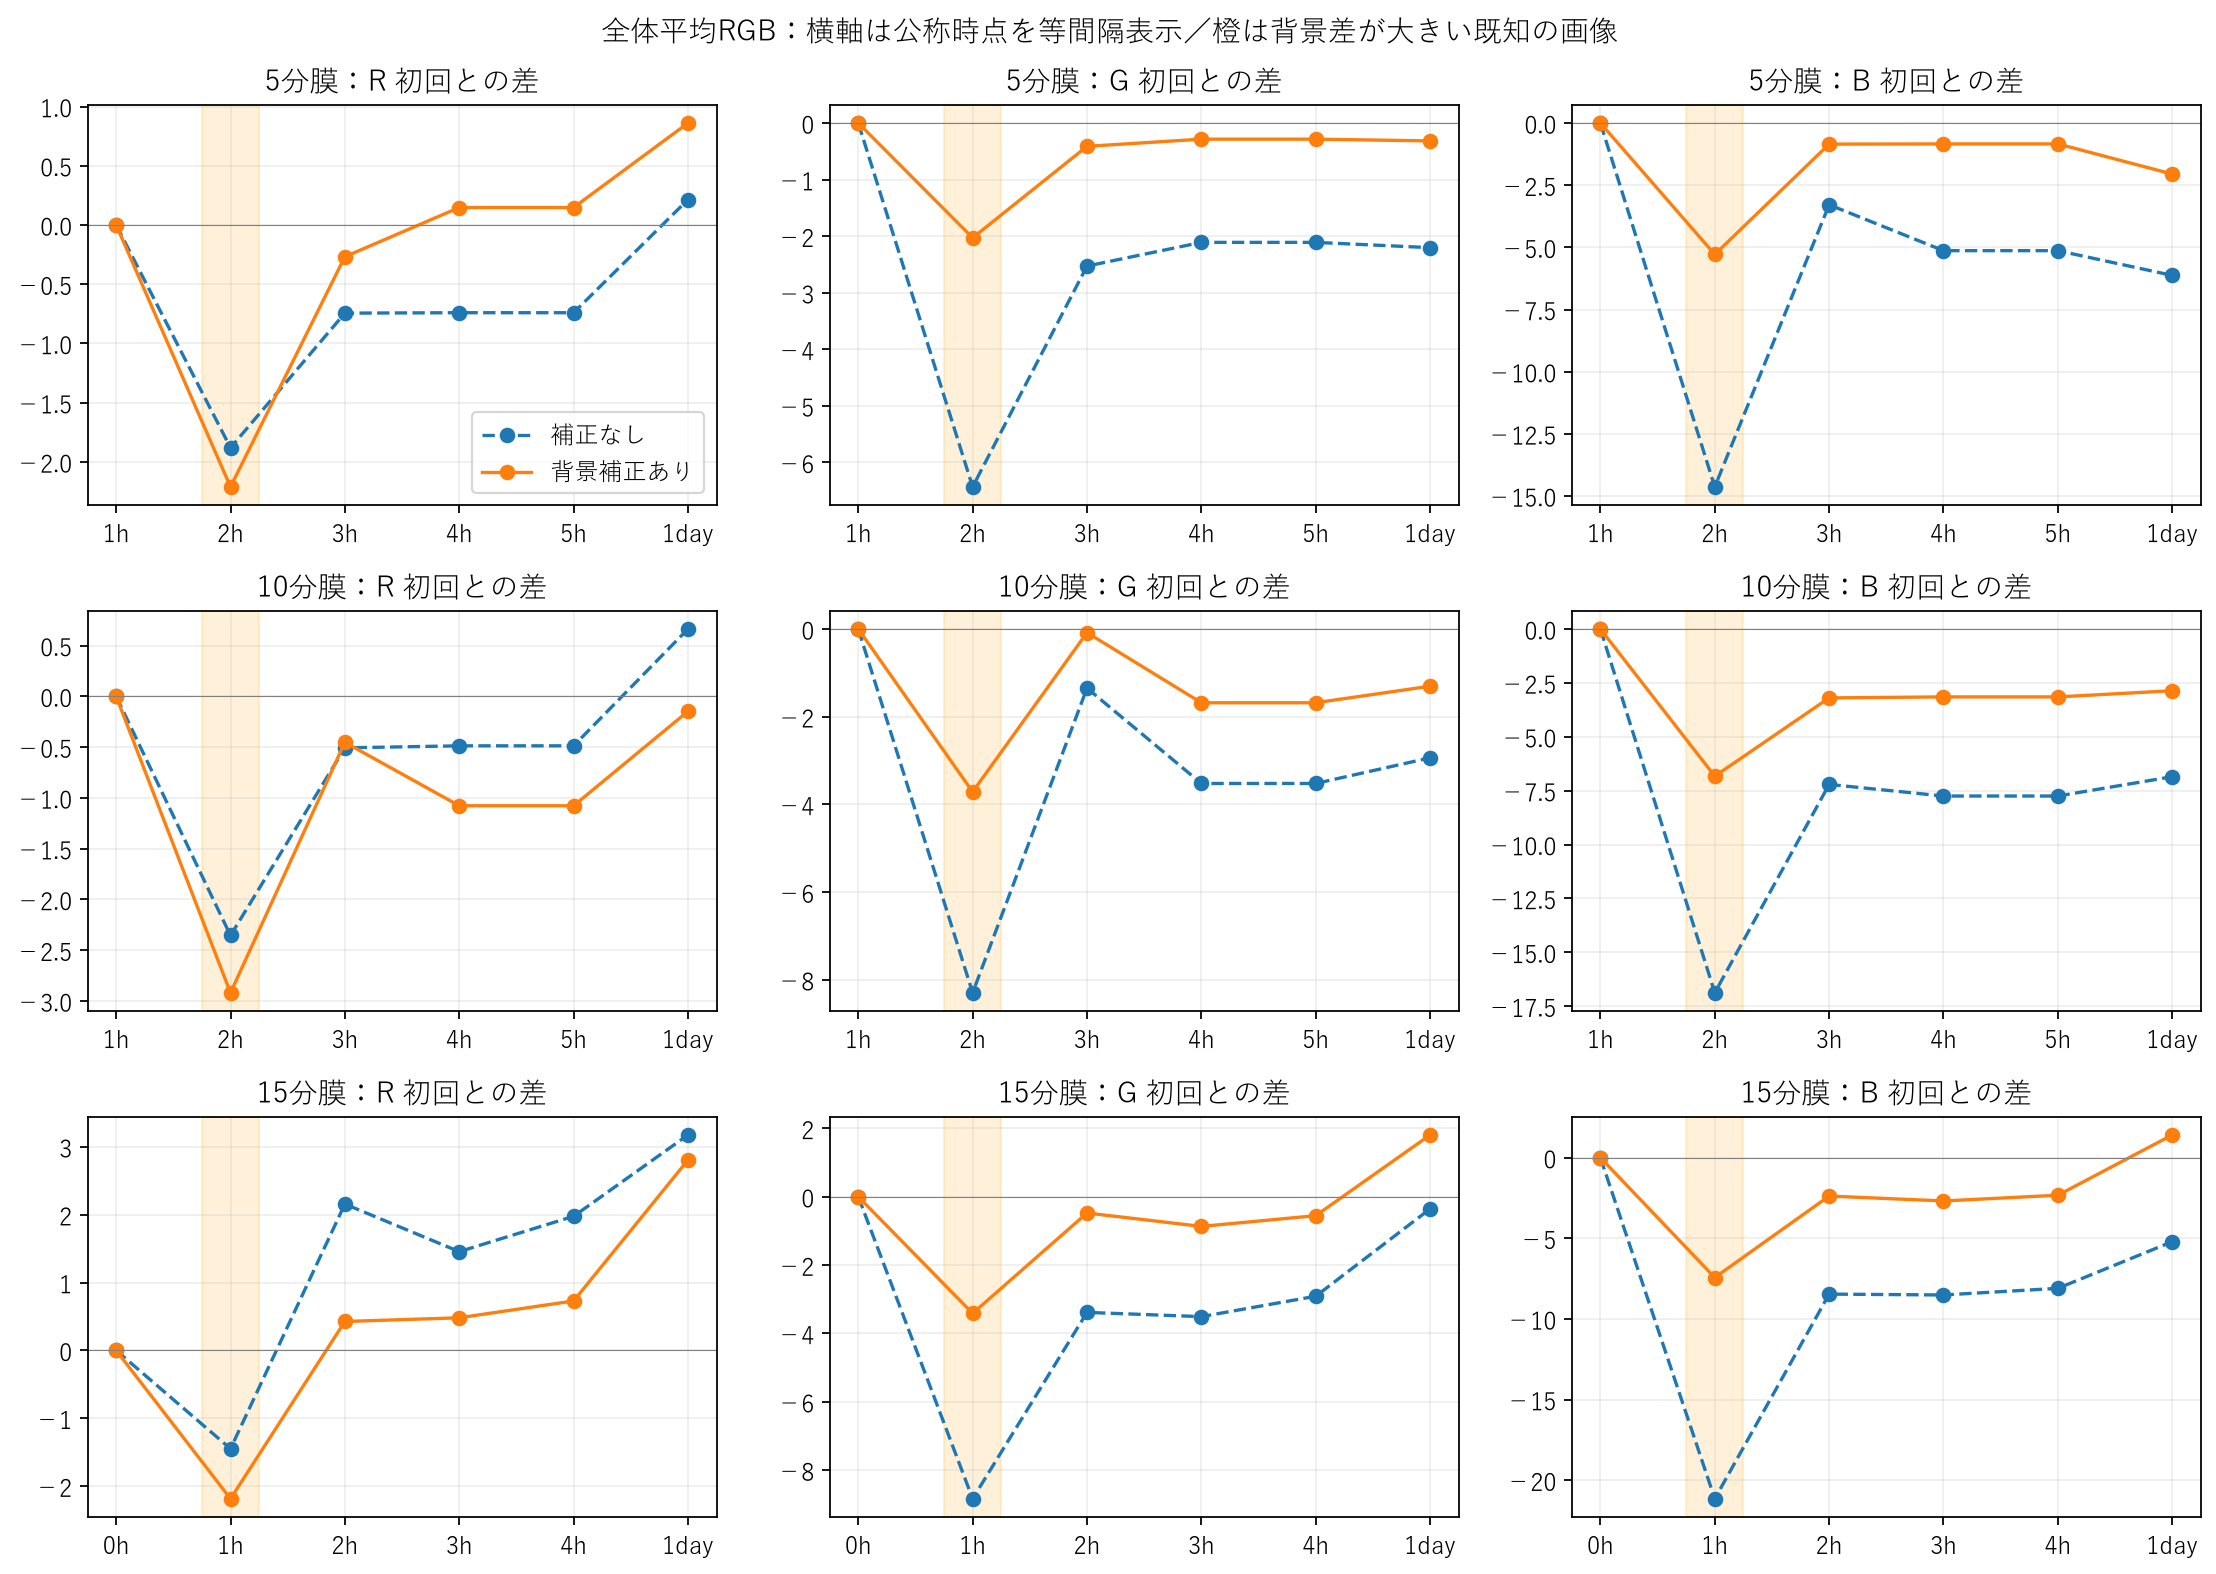 全体平均RGB：横軸は公称時点を等間隔表示／橙は背景差が大きい既知の画像
5分膜：R 初回との差
1.0
0.5
0.0
−0.5
−1.0
−1.5
−2.0
補正なし
背景補正あり
1h 2h 3h 4h 5h 1day
5分膜：G 初回との差
0
−1
−2
−3
−4
−5
−6
1h 2h 3h 4h 5h 1day
5分膜：B 初回との差
0.0
−2.5
−5.0
−7.5
−10.0
−12.5
−15.0
1h 2h 3h 4h 5h 1day
10分膜：R 初回との差
0.5
0.0
−0.5
−1.0
−1.5
−2.0
−2.5
−3.0
1h 2h 3h 4h 5h 1day
10分膜：G 初回との差
0
−2
−4
−6
−8
1h 2h 3h 4h 5h 1day
10分膜：B 初回との差
0.0
−2.5
−5.0
−7.5
−10.0
−12.5
−15.0
−17.5
1h 2h 3h 4h 5h 1day
15分膜：R 初回との差
3
2
1
0
−1
−2
0h 1h 2h 3h 4h 1day
15分膜：G 初回との差
2
0
−2
−4
−6
−8
0h 1h 2h 3h 4h 1day
15分膜：B 初回との差
0
−5
−10
−15
−20
0h 1h 2h 3h 4h 1day